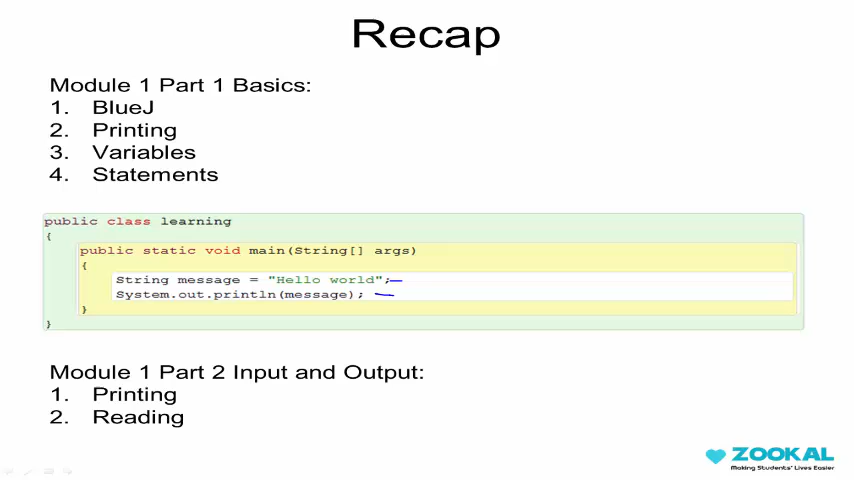 Recap
Module 1 Part 1 Basics:
1. BlueJ
2. Printing
3. Variables
4. Statements
public class learning
{
public static void main(String[] args)
{
String message = "Hello world";
System.out.println(message);
}
}
Module 1 Part 2 Input and Output:
1. Printing
2. Reading
ZOOKAL
Making Students' Lives Easier